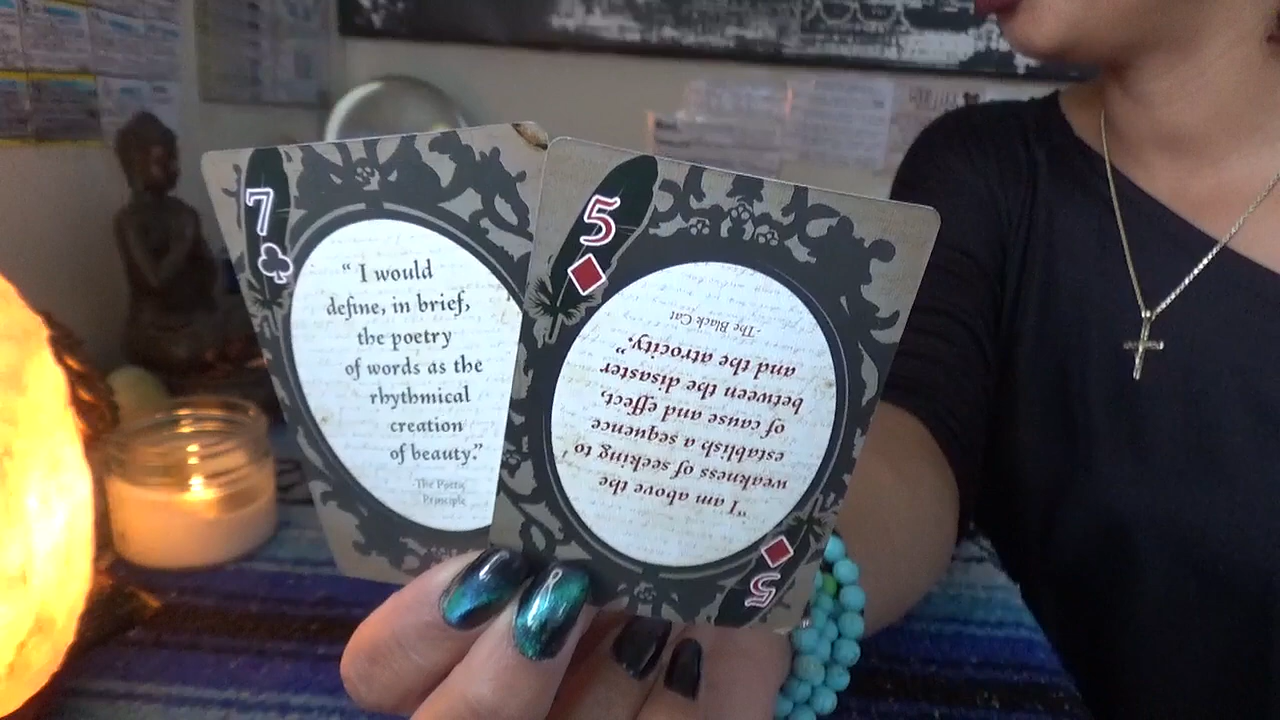 7
“ I would
define, in brief,
the poetry
of words as the
rhythmical
creation
of beauty.”
The Poetic
Principle
5
"I am above the
weakness of seeking to
establish a sequence
of cause and effect,
between the disaster
and the atrocity."
-The Black Cat
5